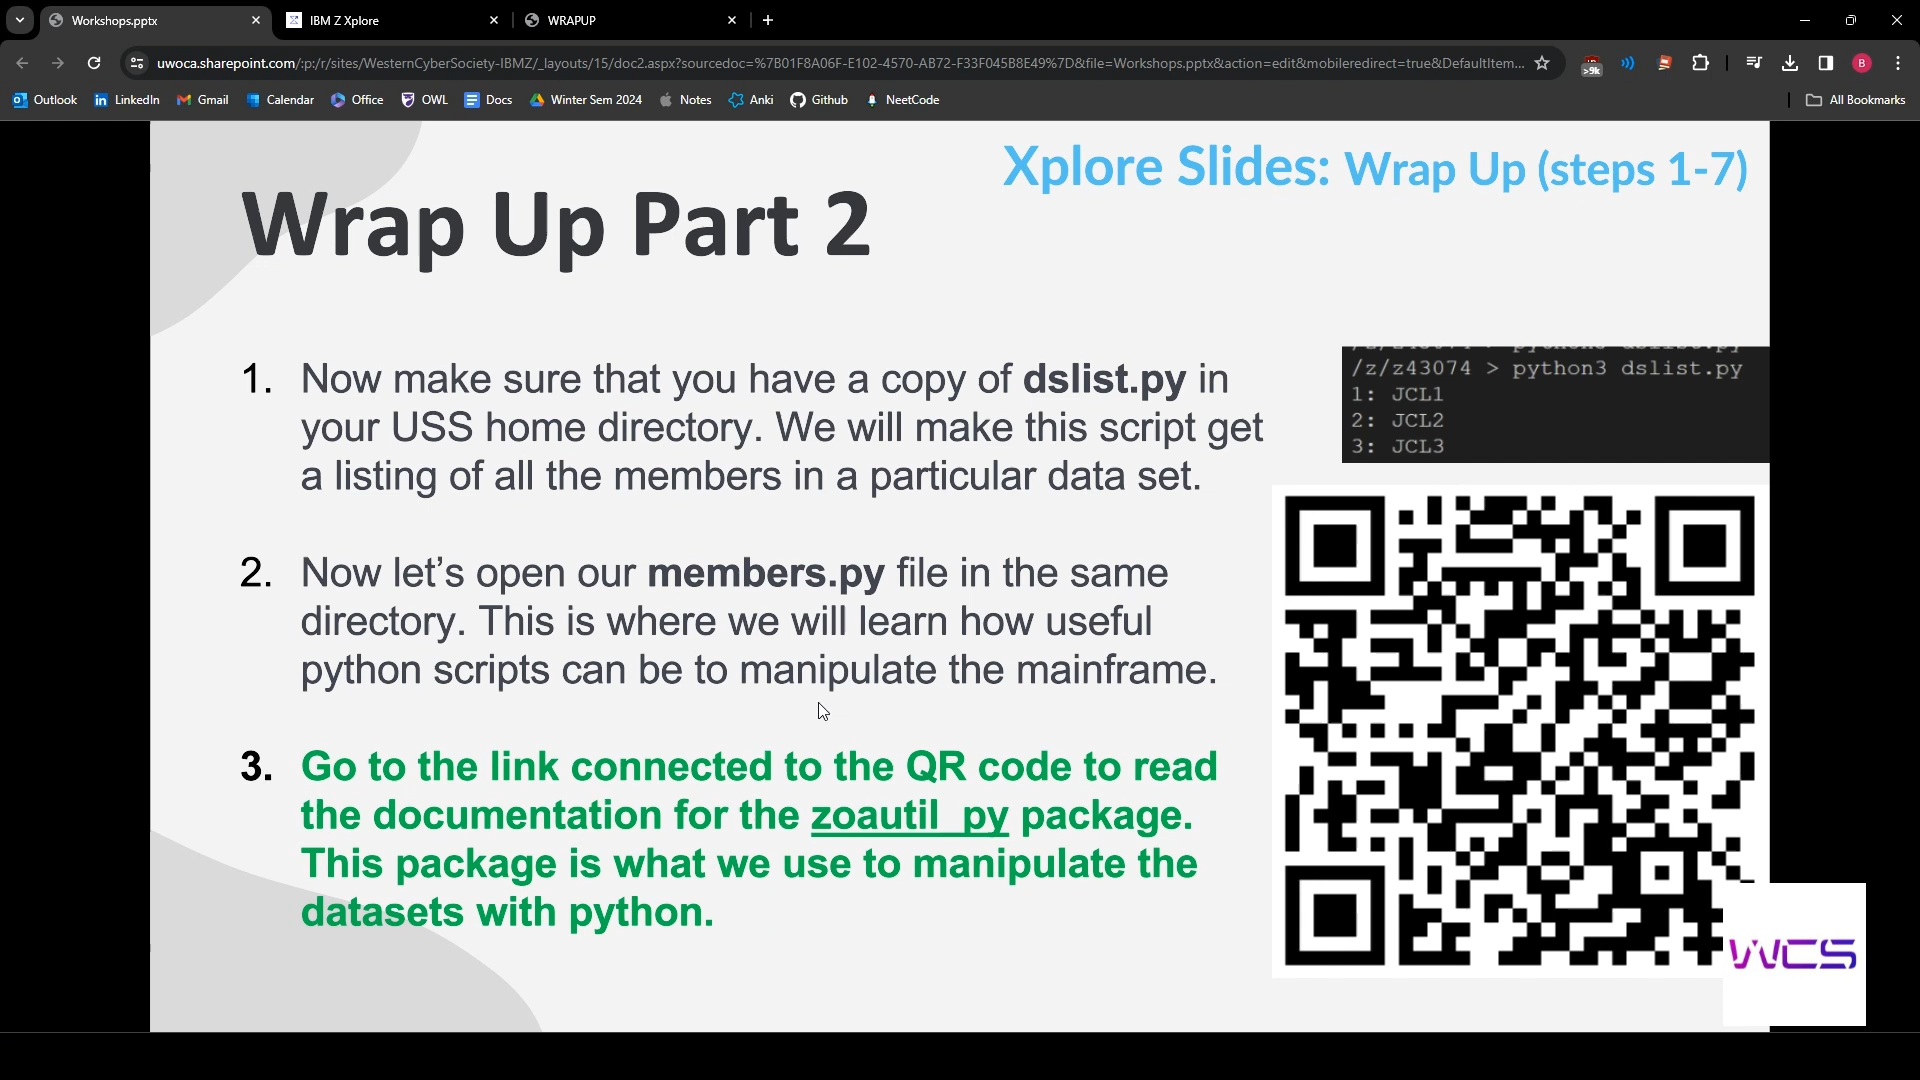 Workshops.pptx
IBM Z Xplore
WRAPUP
uwoca.sharepoint.com/:p:/r/sites/WesternCyberSociety-IBMZ/_layouts/15/doc2.aspx?sourcedoc=%7B01F8A06F-E102-4570-AB72-F33F045B8E49%7D&file=Workshops.pptx&action=edit&mobileredirect=true&DefaultItem...
>9k
B
Outlook
LinkedIn
Gmail
Calendar
Office
OWL
Docs
Winter Sem 2024
Notes
Anki
Github
NeetCode
All Bookmarks
Xplore Slides: Wrap Up (steps 1-7)
Wrap Up Part 2
1. Now make sure that you have a copy of dslist.py in
your USS home directory. We will make this script get
a listing of all the members in a particular data set.
/z/z43074 > python3 dslist.py
1: JCL1
2: JCL2
3: JCL3
2. Now let’s open our members.py file in the same
directory. This is where we will learn how useful
python scripts can be to manipulate the mainframe.
3. Go to the link connected to the QR code to read
the documentation for the zoautil_py package.
This package is what we use to manipulate the
datasets with python.
WCS